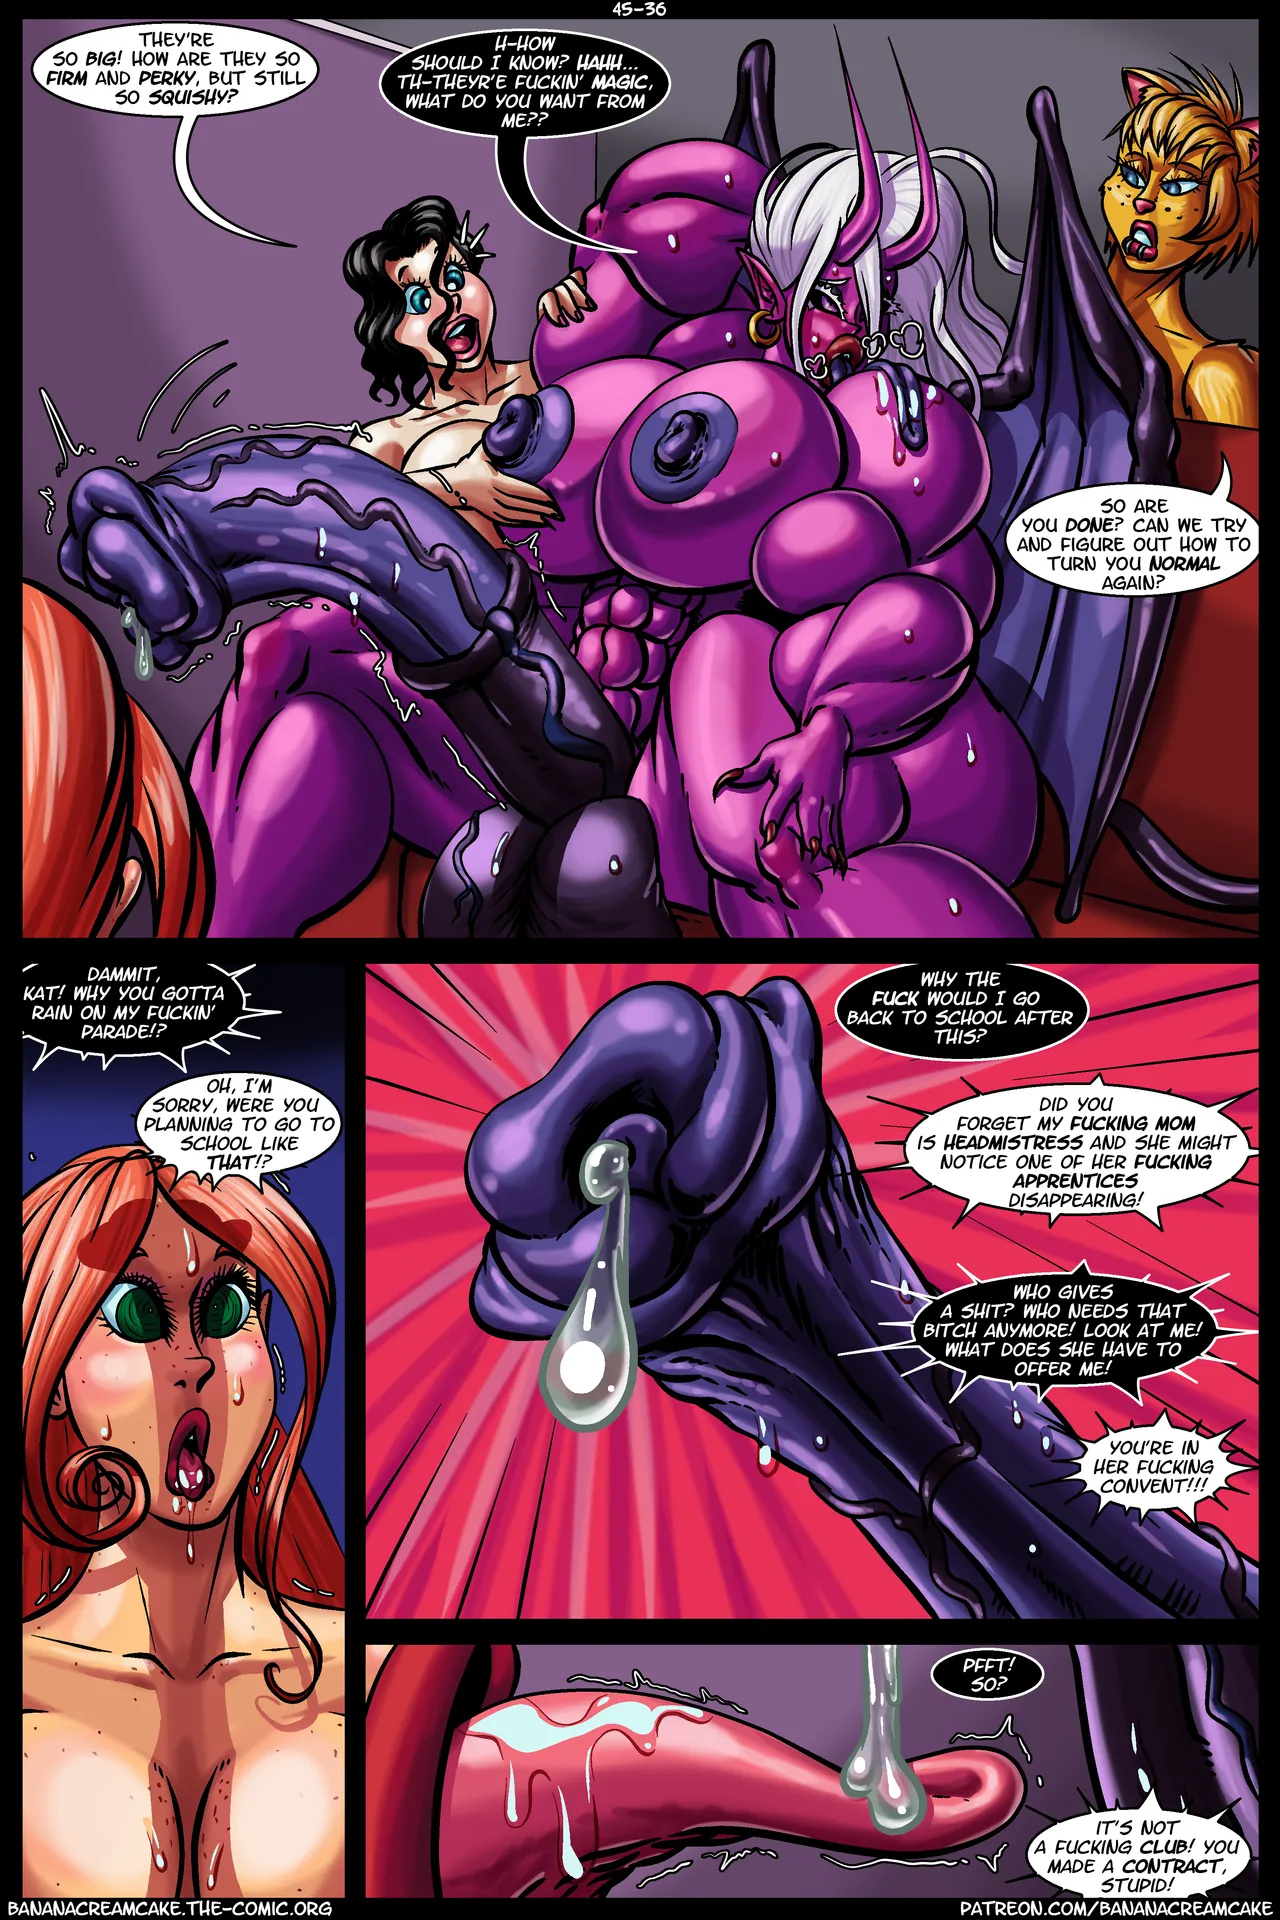 45-36
THEY'RE
SO BIG! HOW ARE THEY SO
FIRM AND PERKY, BUT STILL
SO SQUISHY?
H-HOW
SHOULD I KNOW? HAHH...
TH-THEYR'E FUCKIN' MAGIC,
WHAT DO YOU WANT FROM
ME??
SO ARE
YOU DONE? CAN WE TRY
AND FIGURE OUT HOW TO
TURN YOU NORMAL
AGAIN?
DAMMIT,
KAT! WHY YOU GOTTA
RAIN ON MY FUCKIN'
PARADE!?
OH, I'M
SORRY, WERE YOU
PLANNING TO GO TO
SCHOOL LIKE
THAT!?
WHY THE
FUCK WOULD I GO
BACK TO SCHOOL AFTER
THIS?
DID YOU
FORGET MY FUCKING MOM
IS HEADMISTRESS AND SHE MIGHT
NOTICE ONE OF HER FUCKING
APPRENTICES
DISAPPEARING!
WHO GIVES
A SHIT? WHO NEEDS THAT
BITCH ANYMORE! LOOK AT ME!
WHAT DOES SHE HAVE TO
OFFER ME!
YOU'RE IN
HER FUCKING
CONVENT!!!
PFFT!
SO?
IT'S NOT
A FUCKING CLUB! YOU
MADE A CONTRACT,
STUPID!
BANANACREAMCAKE.THE-COMIC.ORG
PATREON.COM/BANANACREAMCAKE